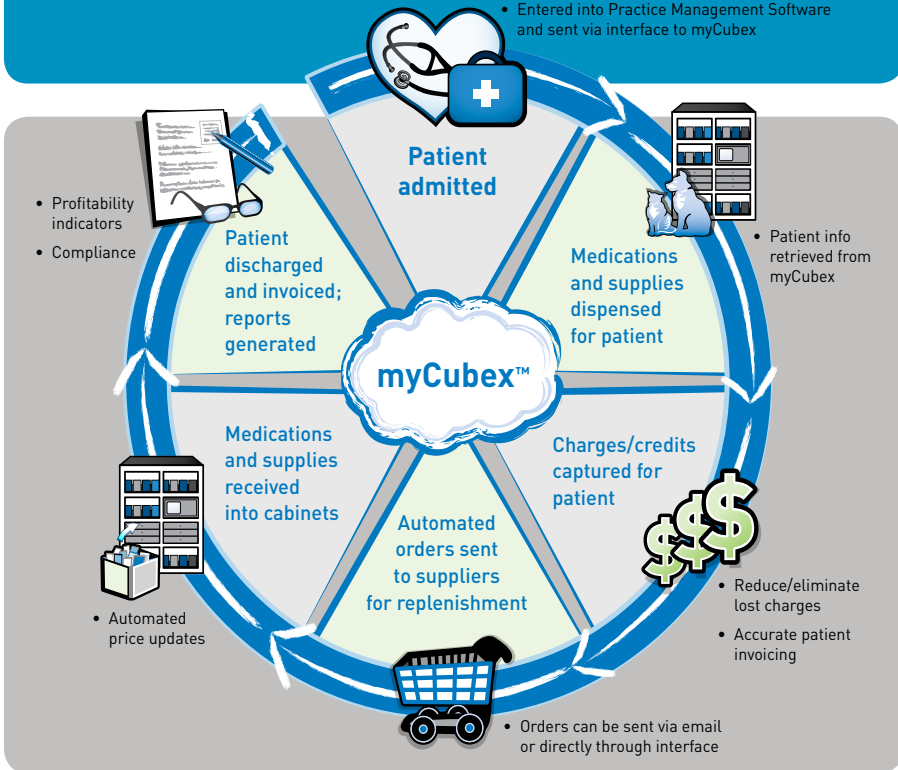 • Entered into Practice Management Software
and sent via interface to myCubex
Patient
admitted
• Patient info
retrieved from
myCubex
Medications
and supplies
dispensed
for patient
Charges/credits
captured for
patient
• Reduce/eliminate
lost charges
• Accurate patient
invoicing
Automated
orders sent
to suppliers
for replenishment
• Orders can be sent via email
or directly through interface
Medications
and supplies
received
into cabinets
• Automated
price updates
Patient
discharged
and invoiced;
reports
generated
• Profitability
indicators
• Compliance
myCubex™